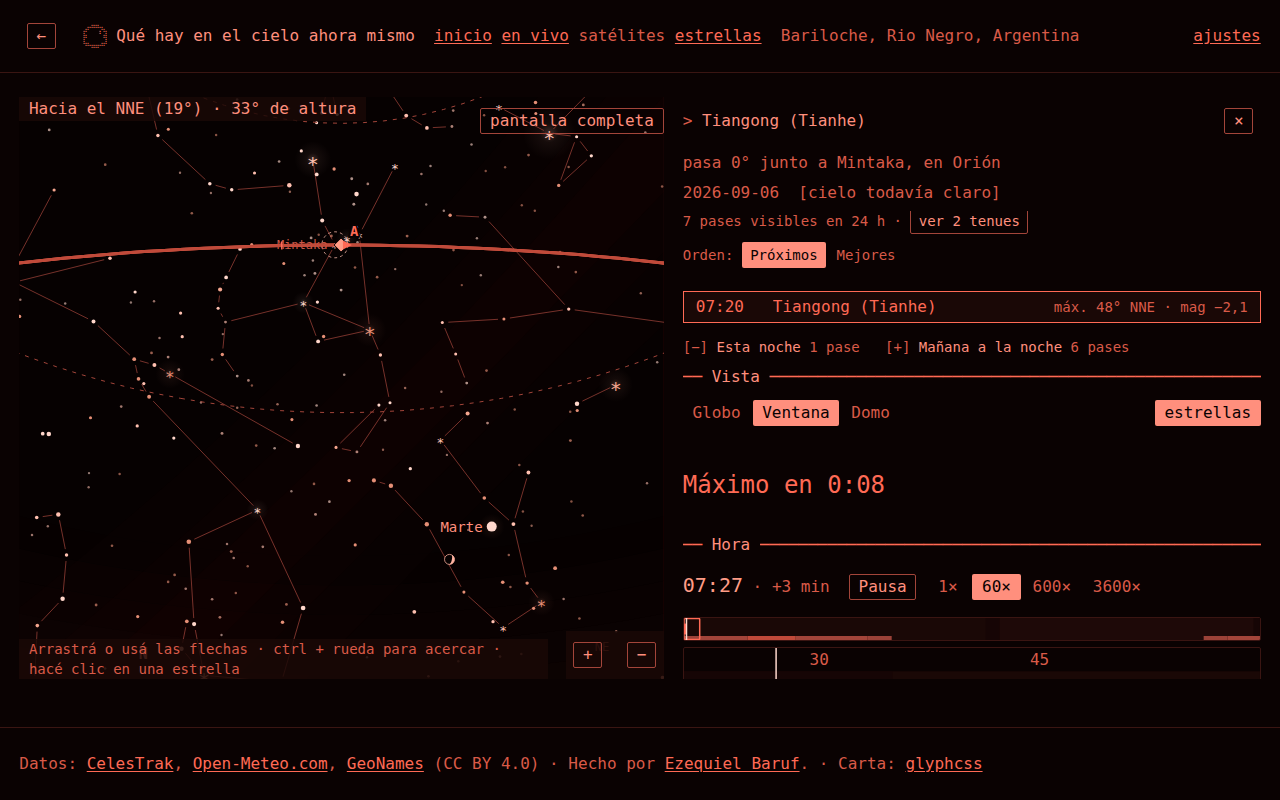 ← Qué hay en el cielo ahora mismo inicio en vivo satélites estrellas Bariloche, Rio Negro, Argentina ajustes
Hacia el NNE (19°) · 33° de altura
pantalla completa
A
Mintaka
Marte
Arrastrá o usá las flechas · ctrl + rueda para acercar ·
hacé clic en una estrella
+ −
> Tiangong (Tianhe) ×
pasa 0° junto a Mintaka, en Orión
2026-09-06 [cielo todavía claro]
7 pases visibles en 24 h · ver 2 tenues
Orden: Próximos Mejores
07:20 Tiangong (Tianhe) máx. 48° NNE · mag −2,1
[−] Esta noche 1 pase [+] Mañana a la noche 6 pases
Vista
Globo Ventana Domo estrellas
Máximo en 0:08
Hora
07:27 · +3 min Pausa 1× 60× 600× 3600×
30 45
Datos: CelesTrak, Open-Meteo.com, GeoNames (CC BY 4.0) · Hecho por Ezequiel Baruf. · Carta: glyphcss